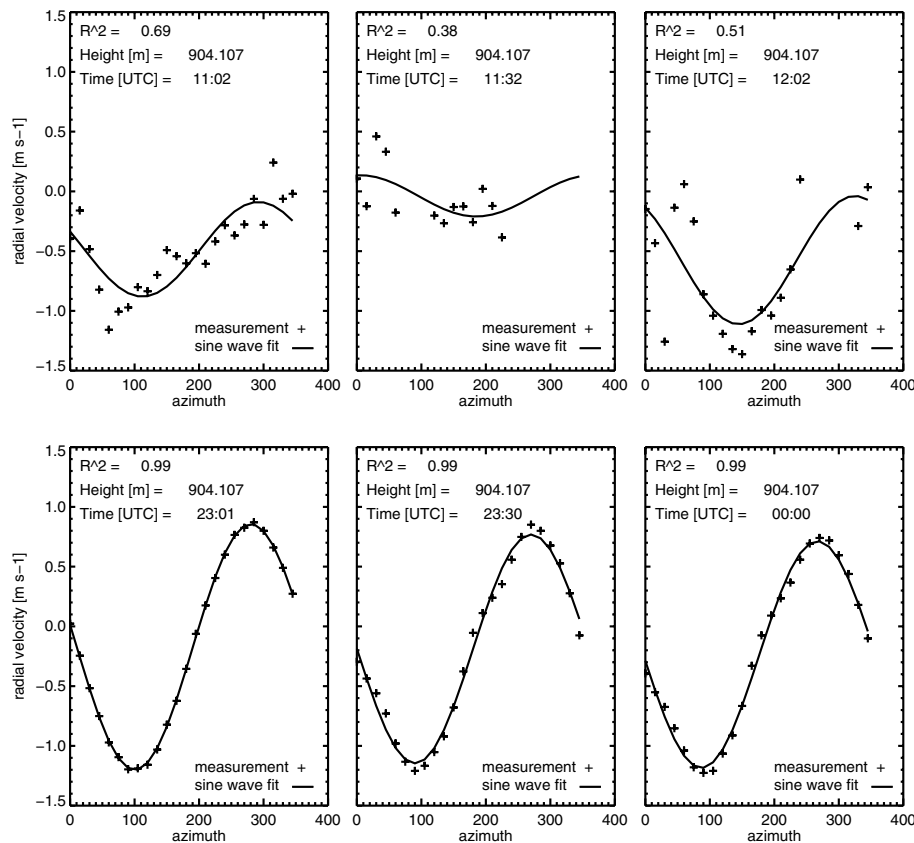 R^2 = 0.69
Height [m] = 904.107
Time [UTC] = 11:02
measurement +
sine wave fit
radial velocity [m s−1]
1.5
1.0
0.5
0.0
−0.5
−1.0
−1.5
0 100 200 300 400
azimuth
R^2 = 0.38
Height [m] = 904.107
Time [UTC] = 11:32
measurement +
sine wave fit
0 100 200 300 400
azimuth
R^2 = 0.51
Height [m] = 904.107
Time [UTC] = 12:02
measurement +
sine wave fit
0 100 200 300 400
azimuth
R^2 = 0.99
Height [m] = 904.107
Time [UTC] = 23:01
measurement +
sine wave fit
radial velocity [m s−1]
1.5
1.0
0.5
0.0
−0.5
−1.0
−1.5
0 100 200 300 400
azimuth
R^2 = 0.99
Height [m] = 904.107
Time [UTC] = 23:30
measurement +
sine wave fit
0 100 200 300 400
azimuth
R^2 = 0.99
Height [m] = 904.107
Time [UTC] = 00:00
measurement +
sine wave fit
0 100 200 300 400
azimuth